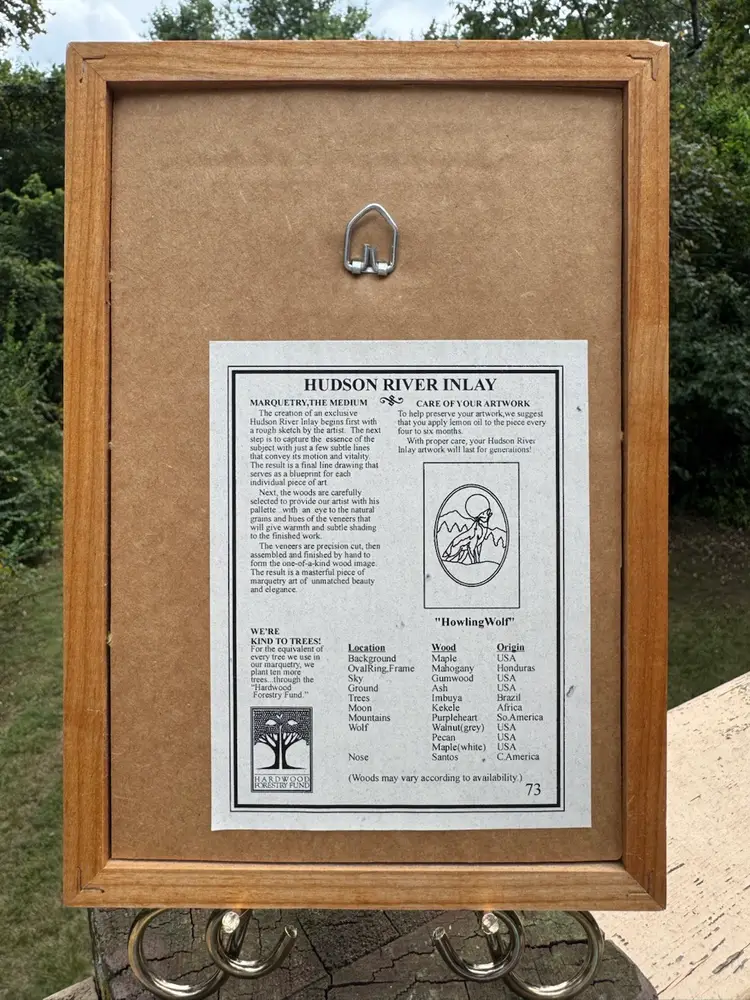 HUDSON RIVER INLAY
MARQUETRY,THE MEDIUM
The creation of an exclusive
Hudson River Inlay begins first with
a rough sketch by the artist. The next
step is to capture the essence of the
subject with just a few subtle lines
that convey its motion and vitality.
The result is a final line drawing that
serves as a blueprint for each
individual piece of art
Next, the woods are carefully
selected to provide our artist with his
pallette...with an eye to the natural
grains and hues of the veneers that
will give warmth and subtle shading
to the finished work.
The veneers are precision cut, then
assembled and finished by hand to
form the one-of-a-kind wood image.
The result is a masterful piece of
marquetry art of unmatched beauty
and elegance.
CARE OF YOUR ARTWORK
To help preserve your artwork,we suggest
that you apply lemon oil to the piece every
four to six months.
With proper care, your Hudson River
Inlay artwork will last for generations!
"HowlingWolf"
WE'RE
KIND TO TREES!
For the equivalent of
every tree we use in
our marquetry, we
plant ten more
trees...through the
"Hardwood
Forestry Fund."
HARDWOOD
FORESTRY FUND
Location Wood Origin
Background Maple USA
OvalRing,Frame Mahogany Honduras
Sky Gumwood USA
Ground Ash USA
Trees Imbuya Brazil
Moon Kekele Africa
Mountains Purpleheart So.America
Wolf Walnut(grey) USA
Pecan USA
Maple(white) USA
Nose Santos C.America
(Woods may vary according to availability.)
73